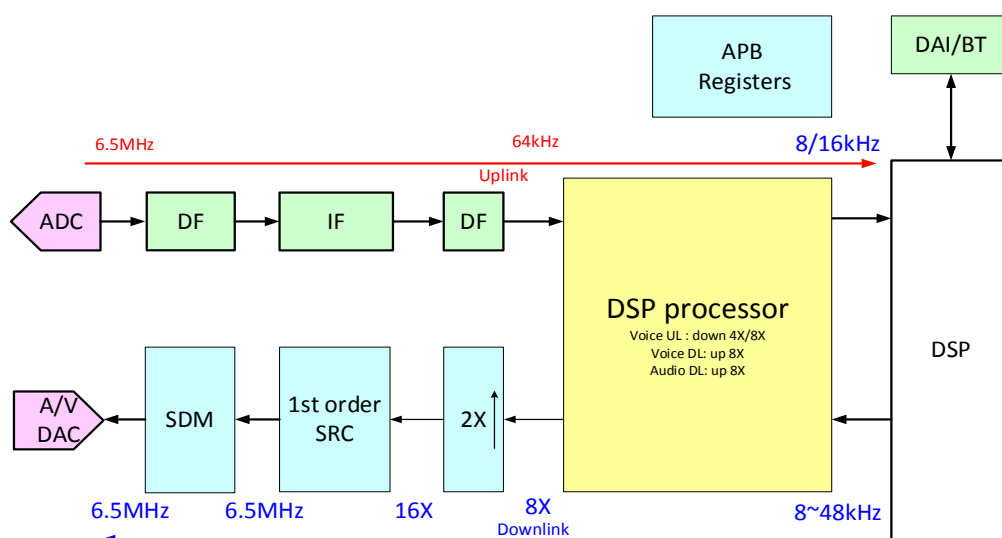 APB
Registers
DAI/BT
6.5MHz
64kHz
8/16kHz
Uplink
ADC
DF
IF
DF
DSP processor
Voice UL : down 4X/8X
Voice DL: up 8X
Audio DL: up 8X
DSP
A/V
DAC
SDM
1st order
SRC
2X
6.5MHz
6.5MHz
16X
8X
Downlink
8~48kHz